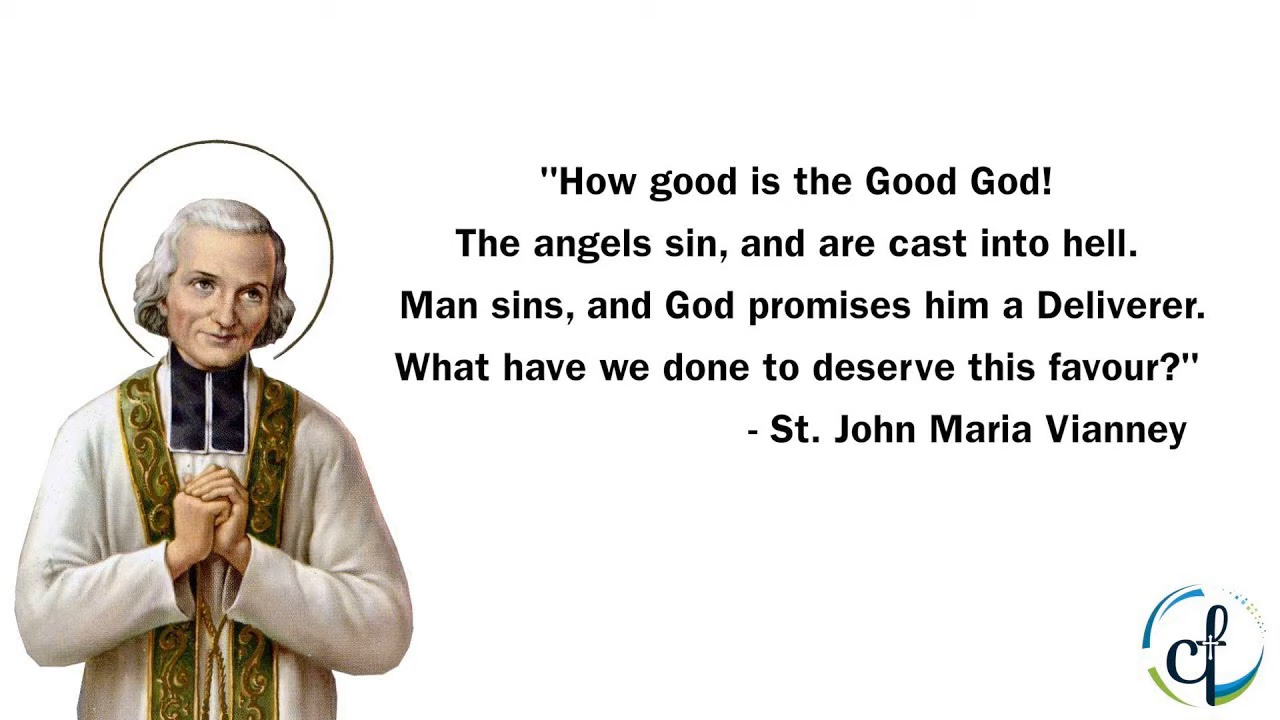 "How good is the Good God!
The angels sin, and are cast into hell.
Man sins, and God promises him a Deliverer.
What have we done to deserve this favour?"
- St. John Maria Vianney
cf